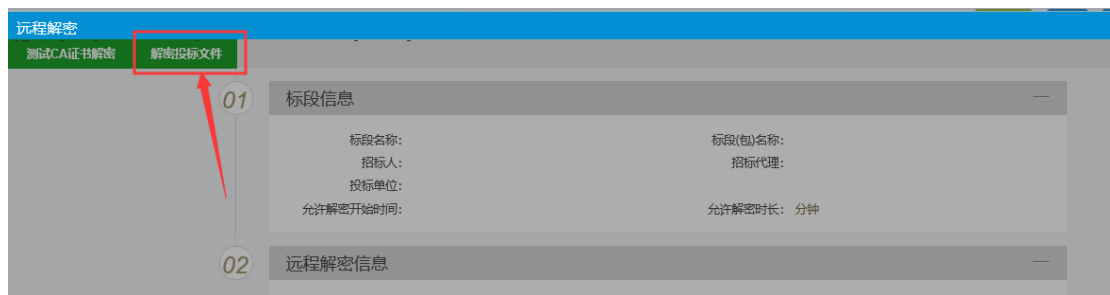 远程解密
测试CA证书解密 解密投标文件
01 标段信息
标段名称: 标段(包)名称:
招标人: 招标代理:
投标单位:
允许解密开始时间: 允许解密时长: 分钟
02 远程解密信息